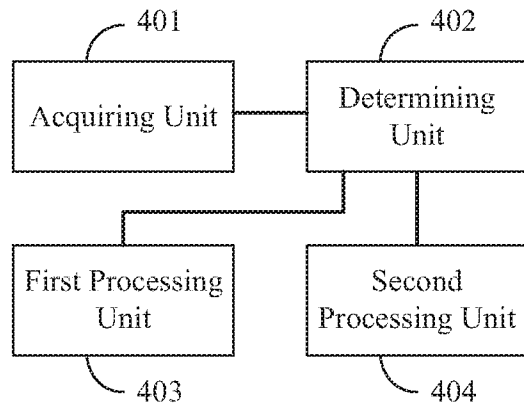 401
402
Acquiring Unit
Determining
Unit
First Processing
Unit
Second
Processing Unit
403
404